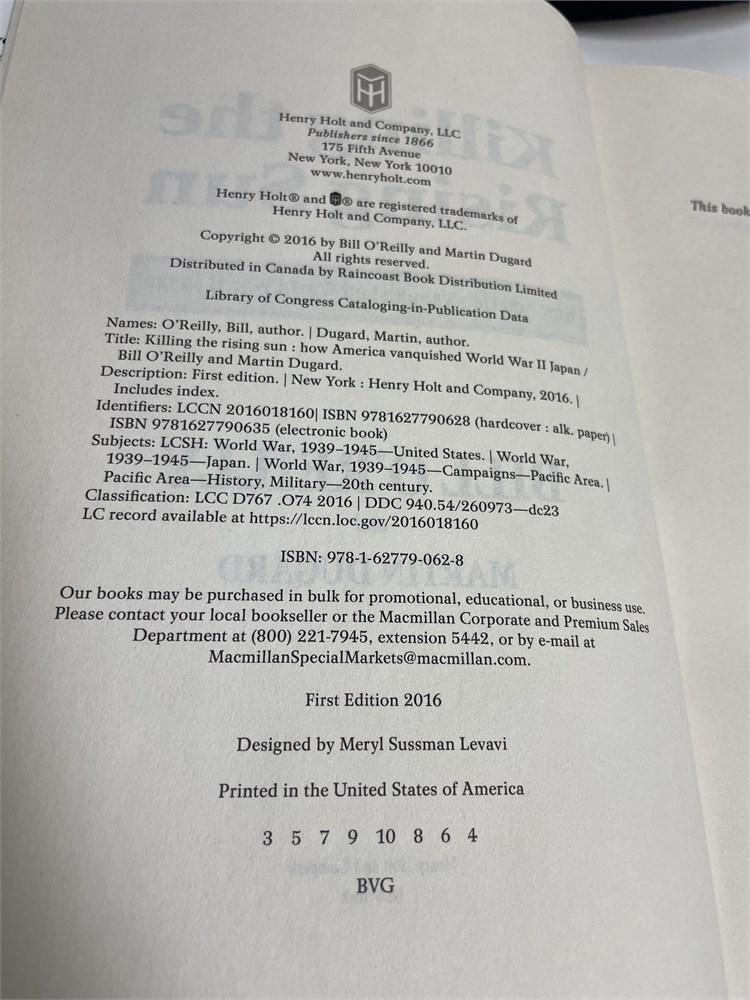 Henry Holt and Company, LLC
Publishers since 1866
175 Fifth Avenue
New York, New York 10010
www.henryholt.com
Henry Holt® and ® are registered trademarks of
Henry Holt and Company, LLC.
Copyright © 2016 by Bill O'Reilly and Martin Dugard
All rights reserved.
Distributed in Canada by Raincoast Book Distribution Limited
Library of Congress Cataloging-in-Publication Data
Names: O'Reilly, Bill, author. | Dugard, Martin, author.
Title: Killing the rising sun : how America vanquished World War II Japan /
Bill O'Reilly and Martin Dugard.
Description: First edition. | New York : Henry Holt and Company, 2016. |
Includes index.
Identifiers: LCCN 2016018160| ISBN 9781627790628 (hardcover : alk. paper) |
ISBN 9781627790635 (electronic book)
Subjects: LCSH: World War, 1939–1945—United States. | World War,
1939–1945—Japan. | World War, 1939–1945—Campaigns—Pacific Area. |
Pacific Area—History, Military—20th century.
Classification: LCC D767 .O74 2016 | DDC 940.54/260973—dc23
LC record available at https://lccn.loc.gov/2016018160
ISBN: 978-1-62779-062-8
Our books may be purchased in bulk for promotional, educational, or business use.
Please contact your local bookseller or the Macmillan Corporate and Premium Sales
Department at (800) 221-7945, extension 5442, or by e-mail at
MacmillanSpecialMarkets@macmillan.com.
First Edition 2016
Designed by Meryl Sussman Levavi
Printed in the United States of America
3 5 7 9 10 8 6 4
BVG
This book